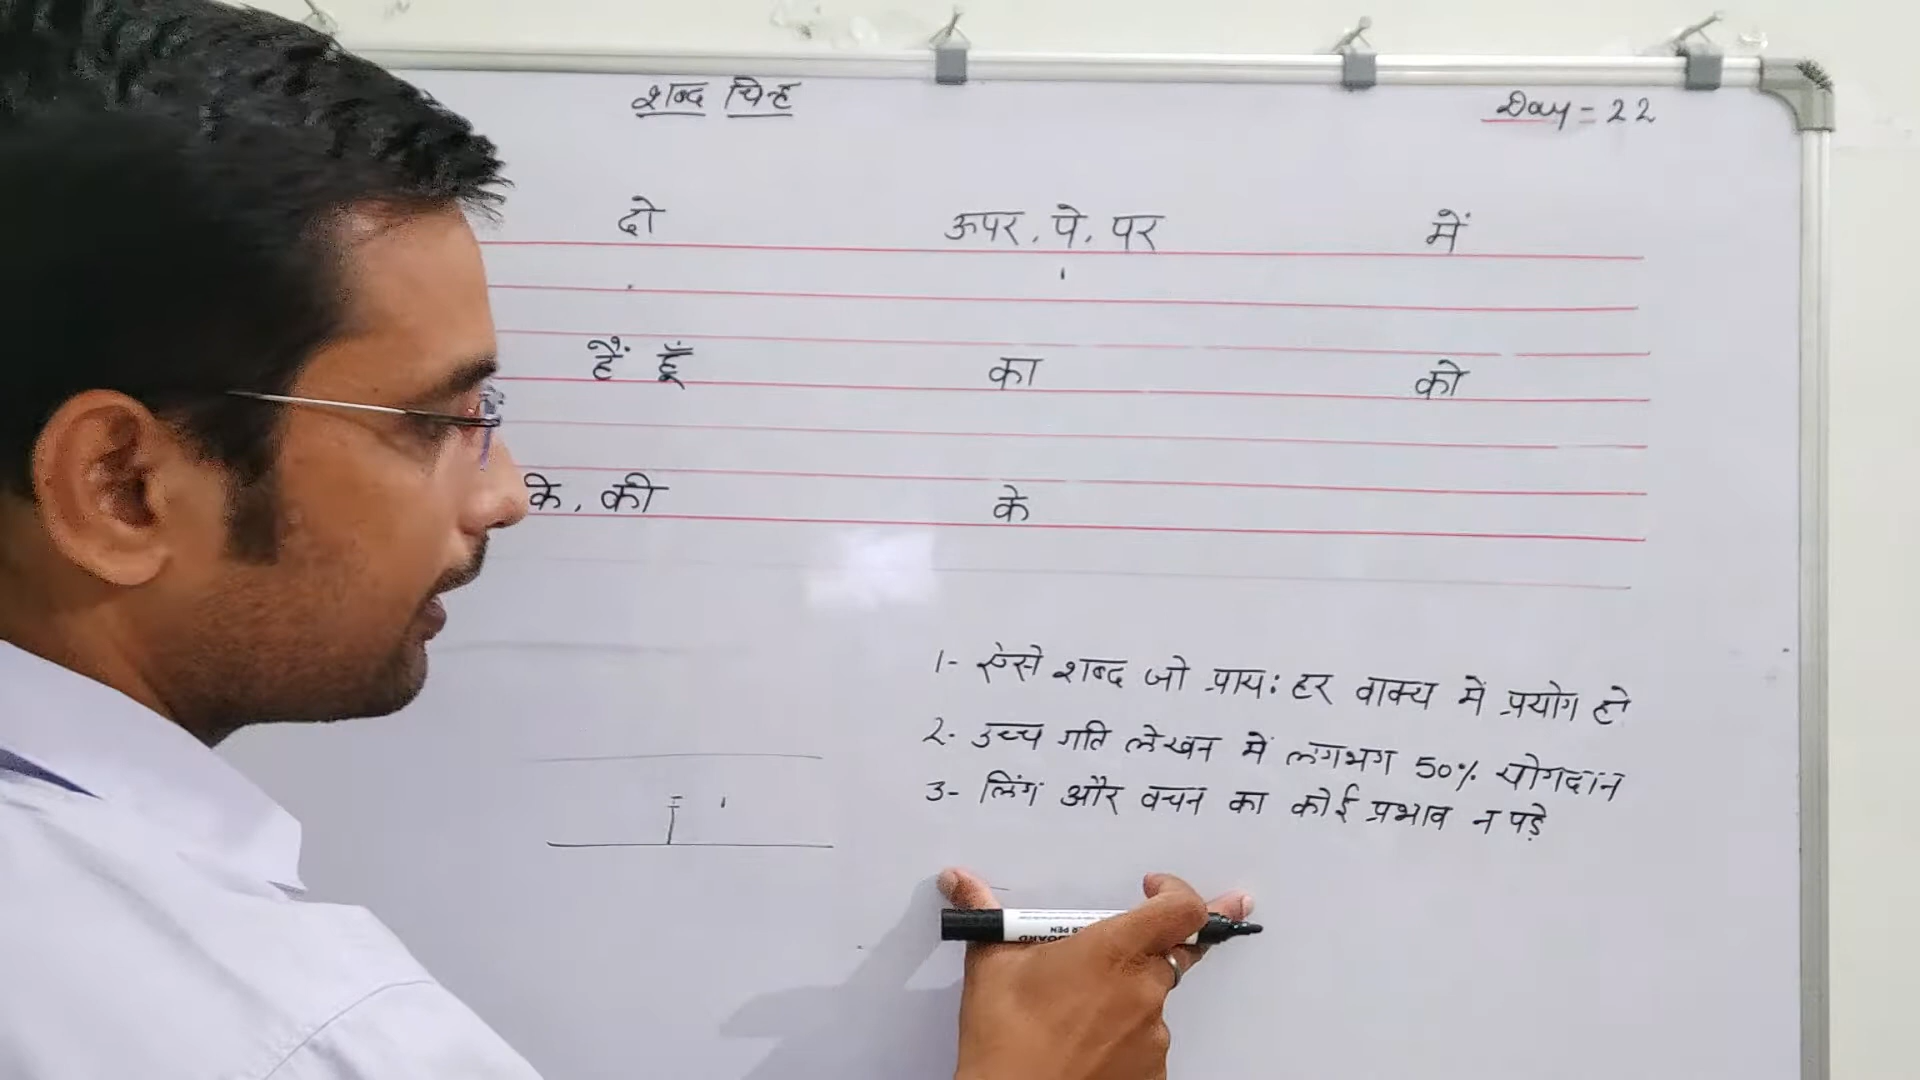 शब्द चिन्ह
Day = 22
दो ऊपर, पे, पर में
हैं हूँ का को
कि, की के
1- ऐसे शब्द जो प्राय: हर वाक्य में प्रयोग हो
2- उच्च गति लेखन में लगभग 50% योगदान
3- लिंग और वचन का कोई प्रभाव न पड़े